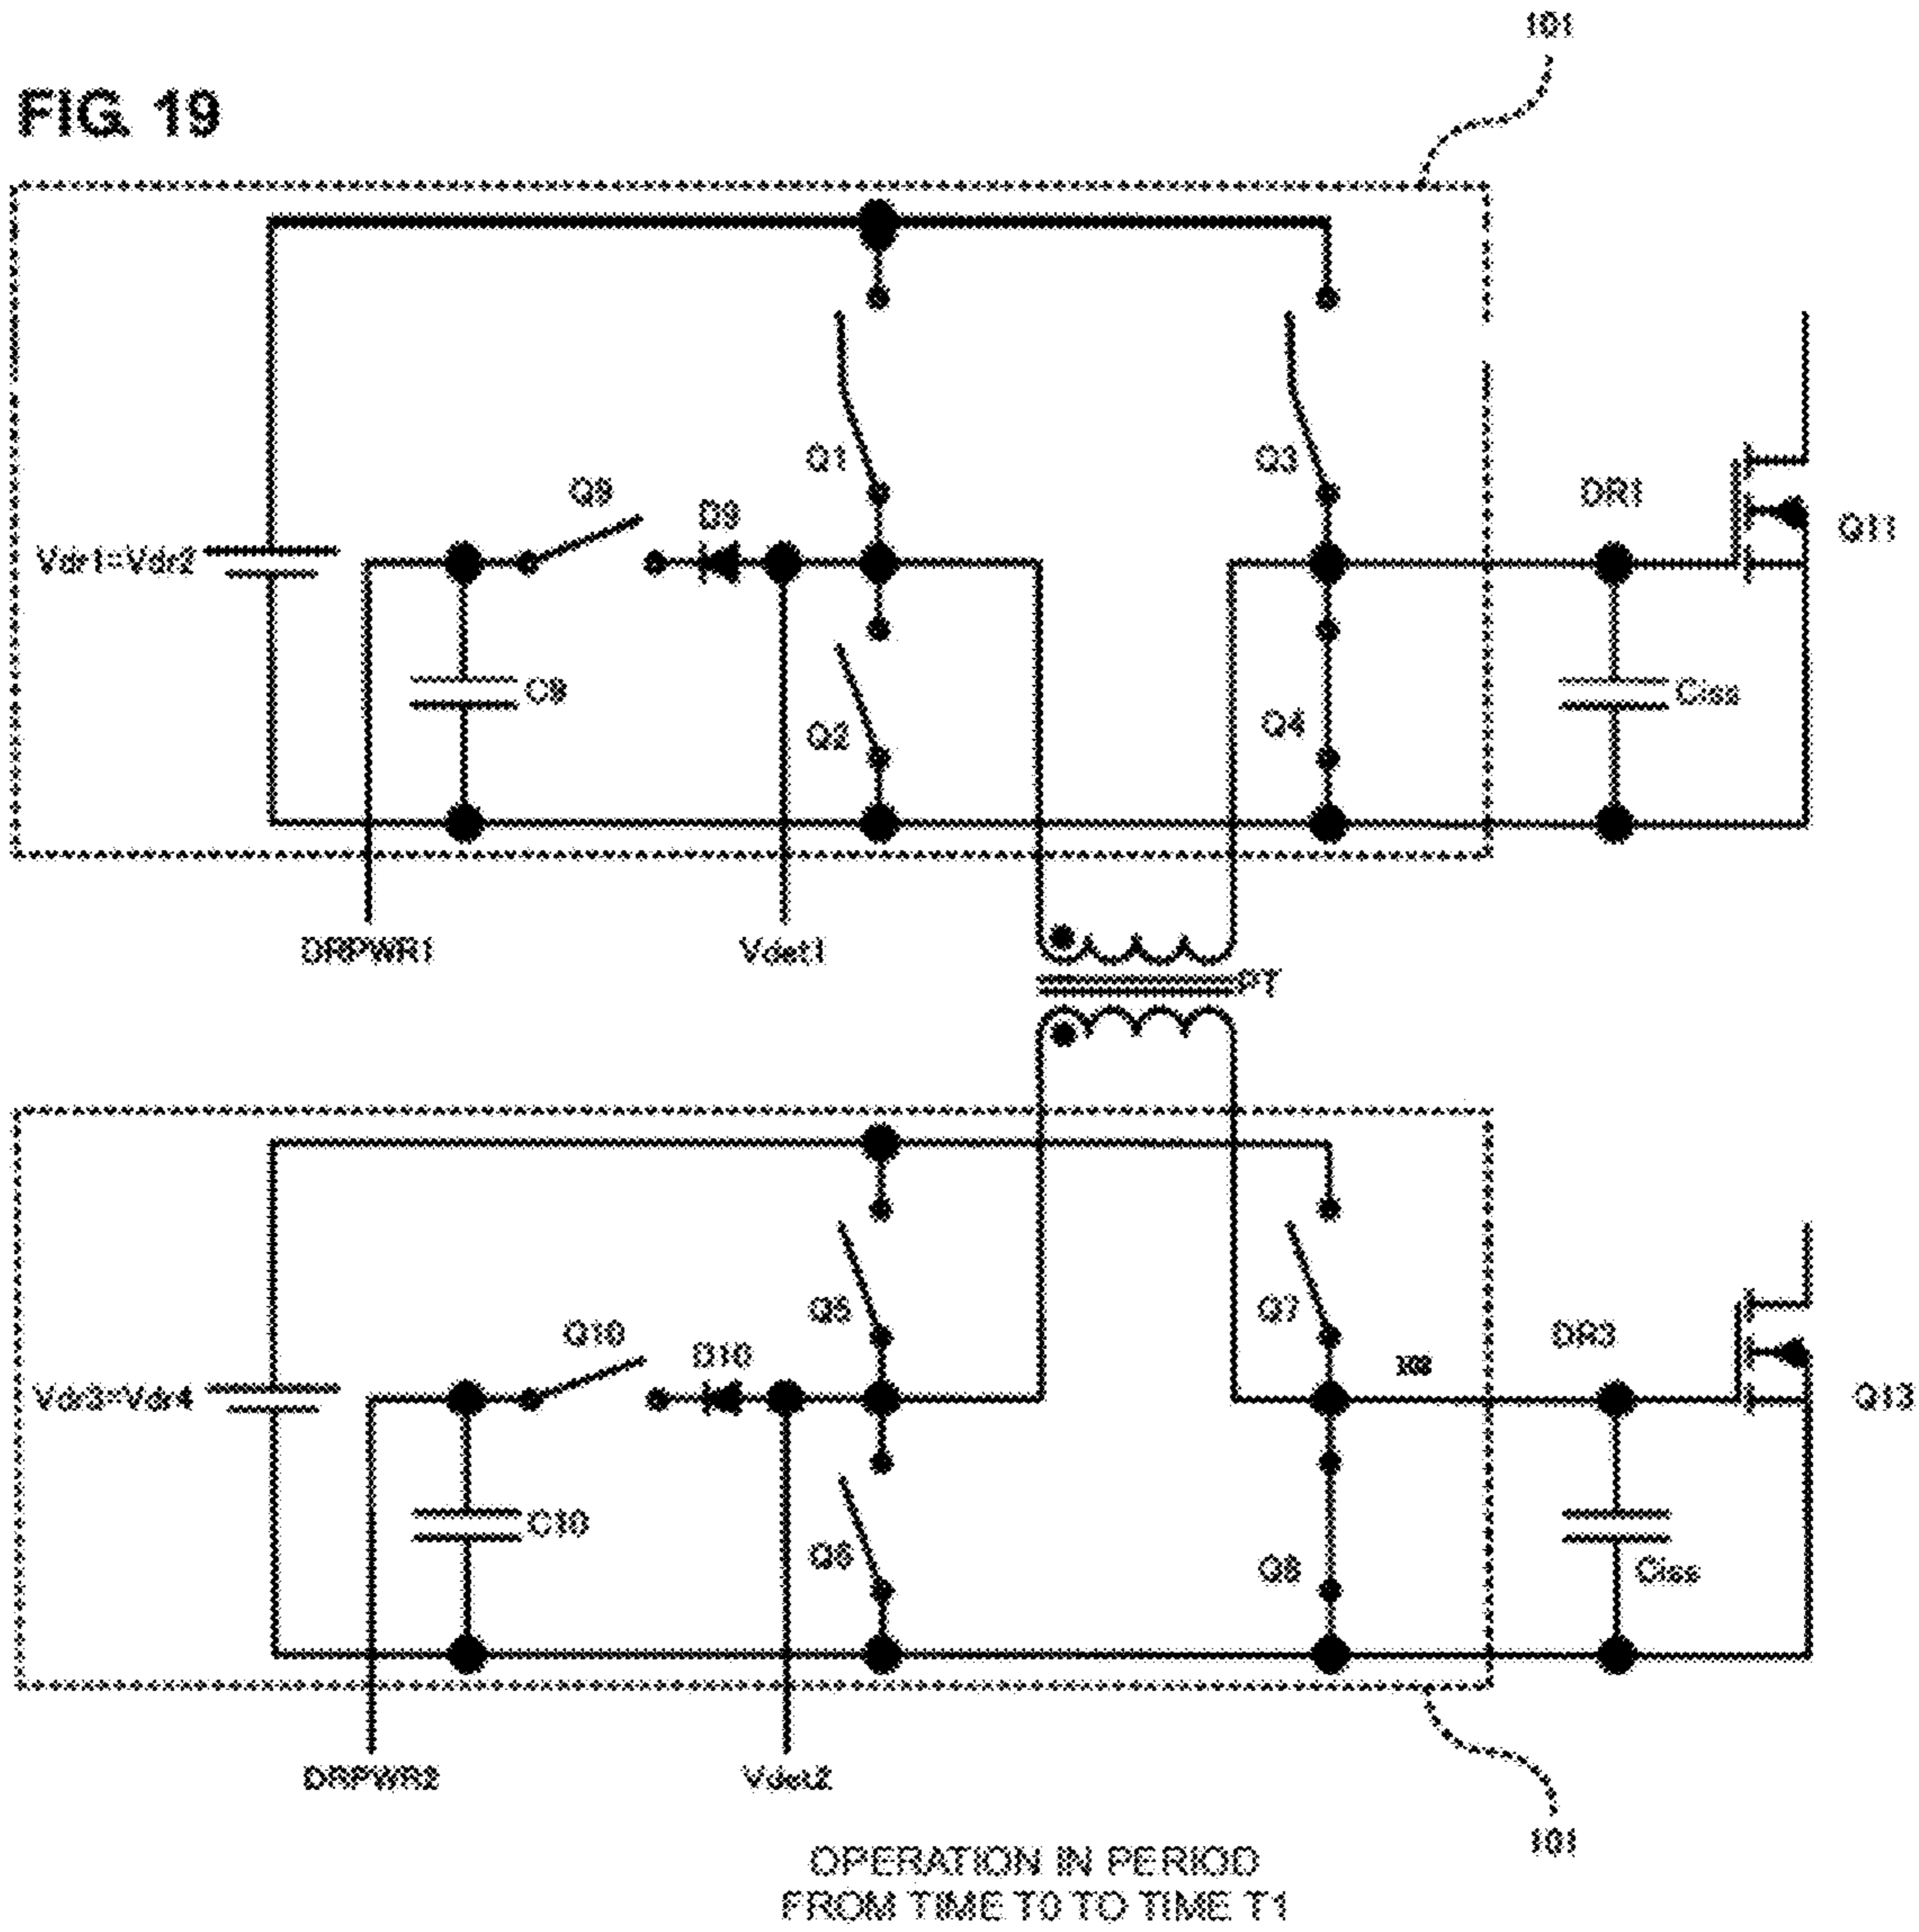 101
FIG. 19
Q1
Q3
Q9
D9
DR1
Q11
Vdr1=Vdr2
C9
Ciss
Q2
Q4
DRPWR1
Vdet1
PT
Q5
Q7
Q10
D10
DR3
Vdr3=Vdr4
Q13
C10
Q6
Q8
Ciss
DRPWR2
Vdet2
101
OPERATION IN PERIOD
FROM TIME T0 TO TIME T1